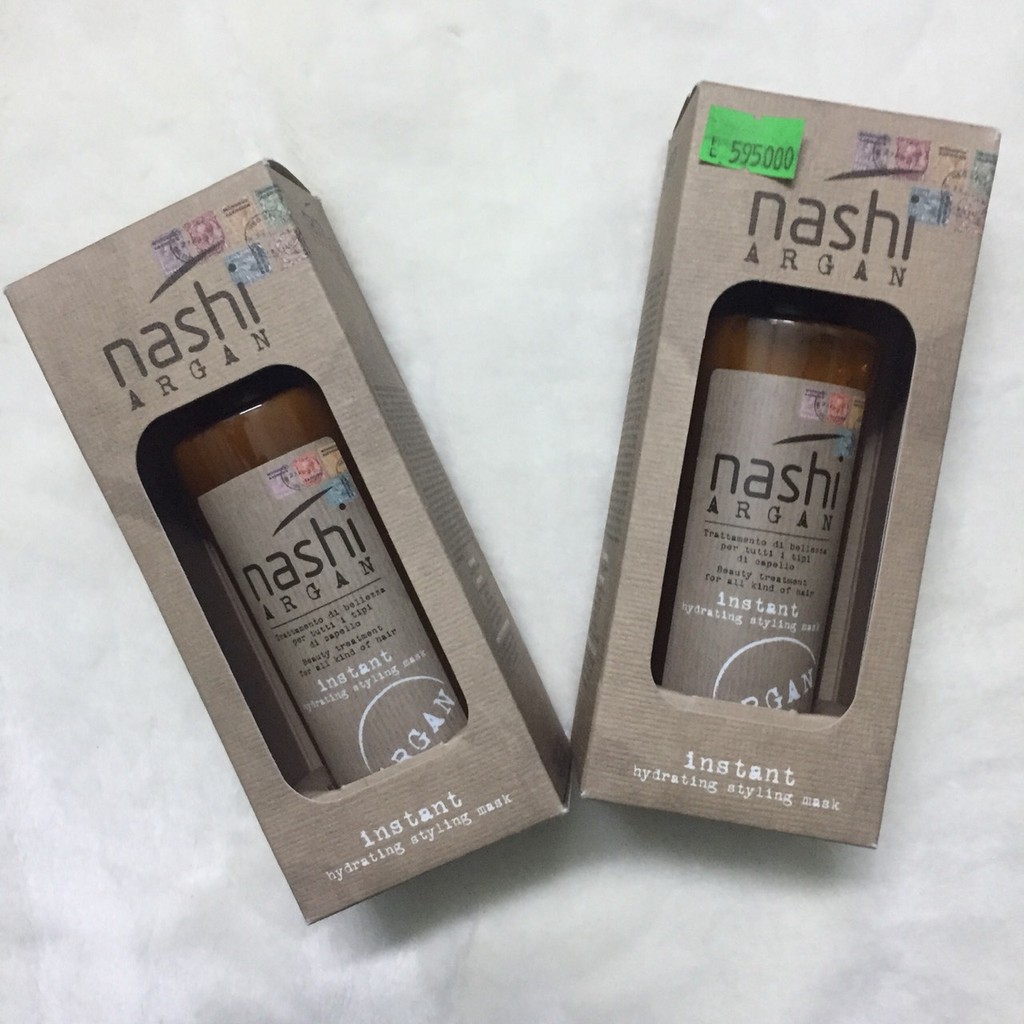 nashi
ARGAN
nashi
ARGAN
Trattamento di bellezza
per tutti i tipi
di capello
Beauty treatment
for all kind of hair
instant
hydrating styling mask
ARGAN
instant
hydrating styling mask
595000
nashi
ARGAN
nashi
ARGAN
Trattamento di bellezza
per tutti i tipi
di capello
Beauty treatment
for all kind of hair
instant
hydrating styling mask
ARGAN
instant
hydrating styling mask